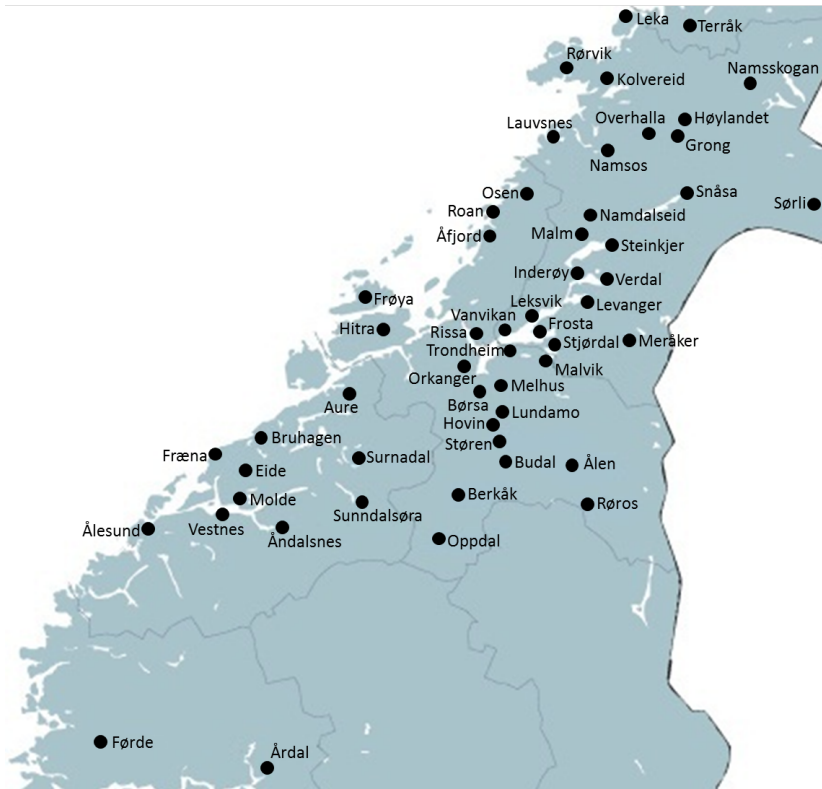 Leka
Terråk
Rørvik
Namsskogan
Kolvereid
Overhalla
Høylandet
Lauvsnes
Grong
Namsos
Osen
Snåsa
Sørli
Roan
Namdalseid
Åfjord
Malm
Steinkjer
Inderøy
Verdal
Frøya
Leksvik
Levanger
Vanvikan
Hitra
Rissa
Frosta
Trondheim
Stjørdal
Meråker
Malvik
Orkanger
Melhus
Aure
Børsa
Lundamo
Hovin
Bruhagen
Støren
Fræna
Surnadal
Budal
Ålen
Eide
Berkåk
Molde
Sunndalsøra
Røros
Ålesund
Vestnes
Åndalsnes
Oppdal
Førde
Årdal